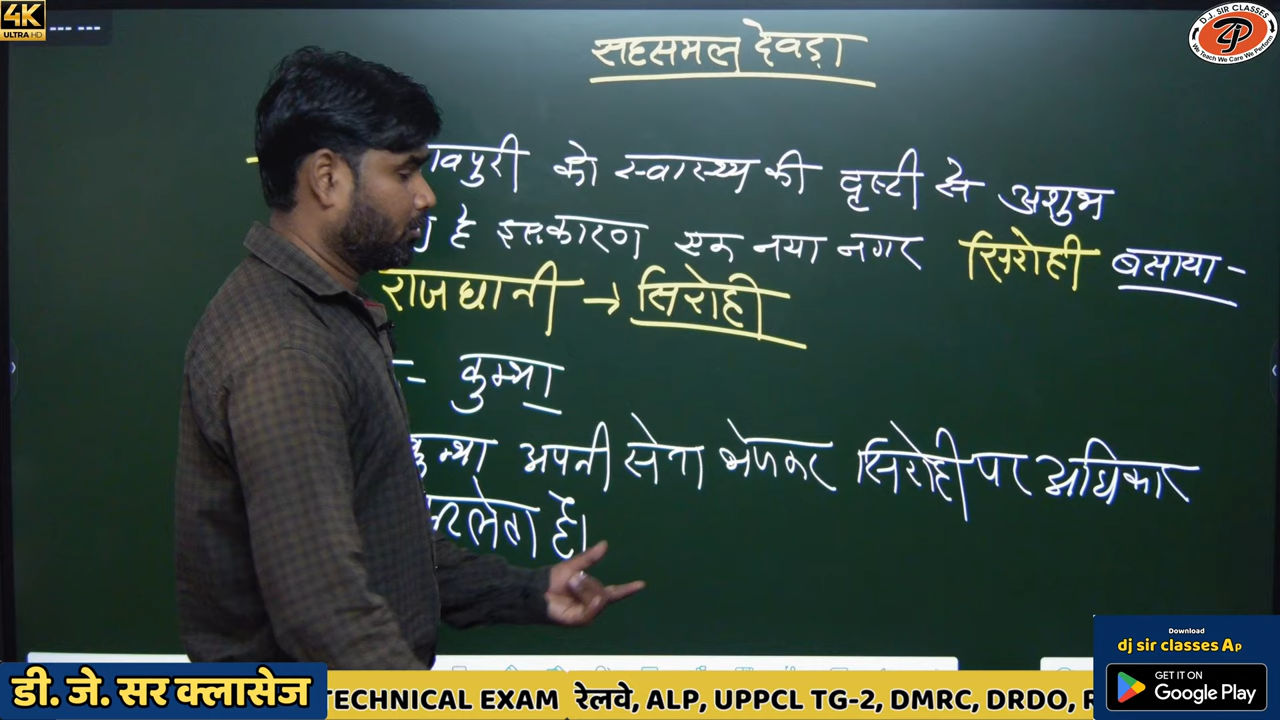 4K
ULTRA HD
D.J. SIR CLASSES
We Teach We Care We Perform
सहसमल देवड़ा
वपुरी को स्वास्थ्य की दृस्टी से अशुभ
है इसकारण एक नया नगर सिरोही बसाया -
राजधानी → सिरोही
- कुम्भा
कुम्भा अपनी सेना भेजकर सिरोही पर अधिकार
करलेता है।
Download
dj sir classes Ap
GET IT ON
Google Play
डी. जे. सर क्लासेज
TECHNICAL EXAM रेलवे, ALP, UPPCL TG-2, DMRC, DRDO, R